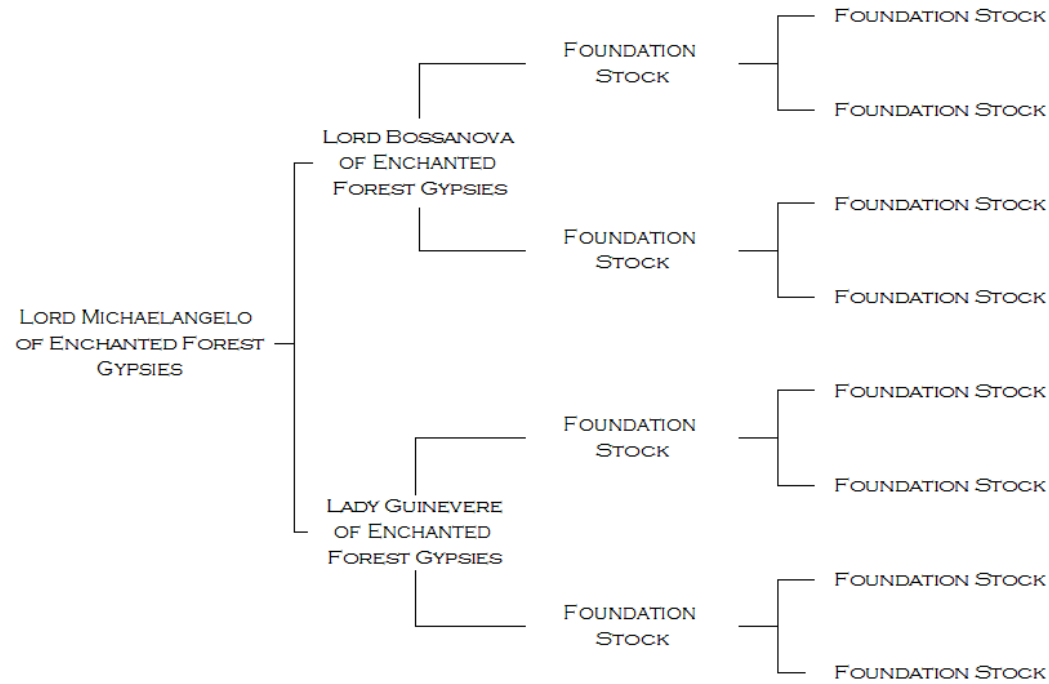 Foundation Stock
Foundation
Stock
Foundation Stock
Lord Bossanova
of Enchanted
Forest Gypsies
Foundation Stock
Foundation
Stock
Foundation Stock
Lord Michaelangelo
of Enchanted Forest
Gypsies
Foundation Stock
Foundation
Stock
Foundation Stock
Lady Guinevere
of Enchanted
Forest Gypsies
Foundation Stock
Foundation
Stock
Foundation Stock